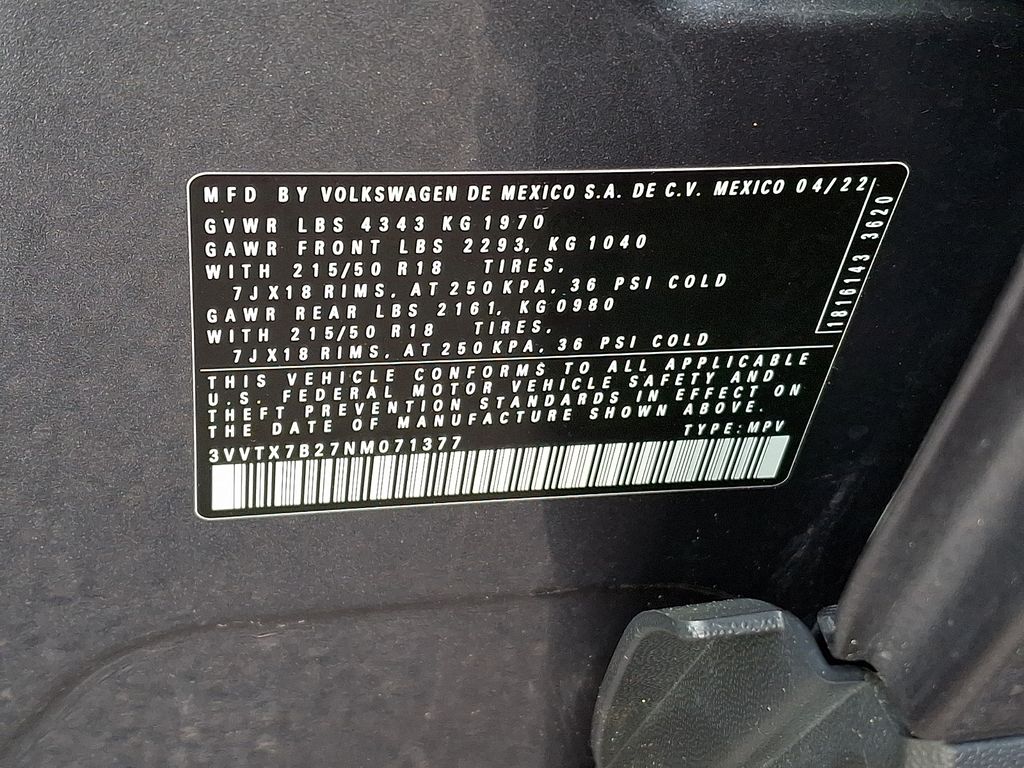 MFD BY VOLKSWAGEN DE MEXICO S.A. DE C.V. MEXICO 04/22
GVWR LBS 4343 KG 1970
GAWR FRONT LBS 2293, KG 1040
WITH 215/50 R18 TIRES,
7JX18 RIMS, AT 250 KPA, 36 PSI COLD
GAWR REAR LBS 2161, KG 0980
WITH 215/50 R18 TIRES,
7JX18 RIMS, AT 250 KPA, 36 PSI COLD
1816143 3620
THIS VEHICLE CONFORMS TO ALL APPLICABLE
U.S. FEDERAL MOTOR VEHICLE SAFETY AND
THEFT PREVENTION STANDARDS IN EFFECT ON
THE DATE OF MANUFACTURE SHOWN ABOVE.
TYPE: MPV
3VVTX7B27NM071377